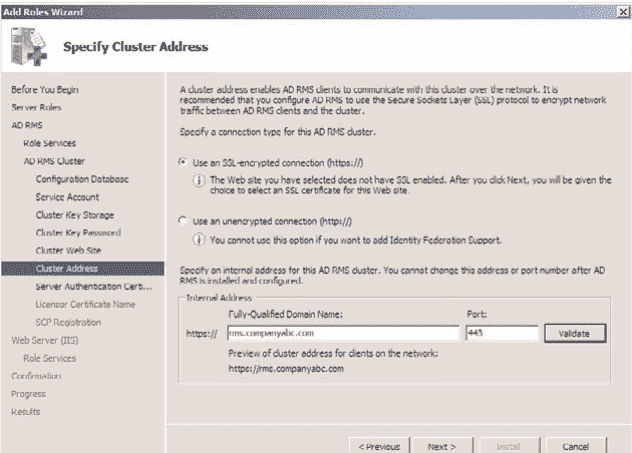 Add Roles Wizard
Specify Cluster Address
Before You Begin
Server Roles
AD RMS
Role Services
AD RMS Cluster
Configuration Database
Service Account
Cluster Key Storage
Cluster Key Password
Cluster Web Site
Cluster Address
Server Authentication Certi...
Licensor Certificate Name
SCP Registration
Web Server (IIS)
Role Services
Confirmation
Progress
Results
A cluster address enables AD RMS clients to communicate with this cluster over the network. It is
recommended that you configure AD RMS to use the Secure Sockets Layer (SSL) protocol to encrypt network
traffic between AD RMS clients and the cluster.
Specify a connection type for this AD RMS cluster.
Use an SSL-encrypted connection (https://)
The Web site you have selected does not have SSL enabled. After you click Next, you will be given the
choice to select an SSL certificate for this Web site.
Use an unencrypted connection (http://)
You cannot use this option if you want to add Identity Federation Support.
Specify an internal address for this AD RMS cluster. You cannot change this address or port number after AD
RMS is installed and configured.
Internal Address
Fully-Qualified Domain Name: Port:
https:// rms.companyabc.com 443 Validate
Preview of cluster address for clients on the network:
https://rms.companyabc.com
< Previous Next > Install Cancel